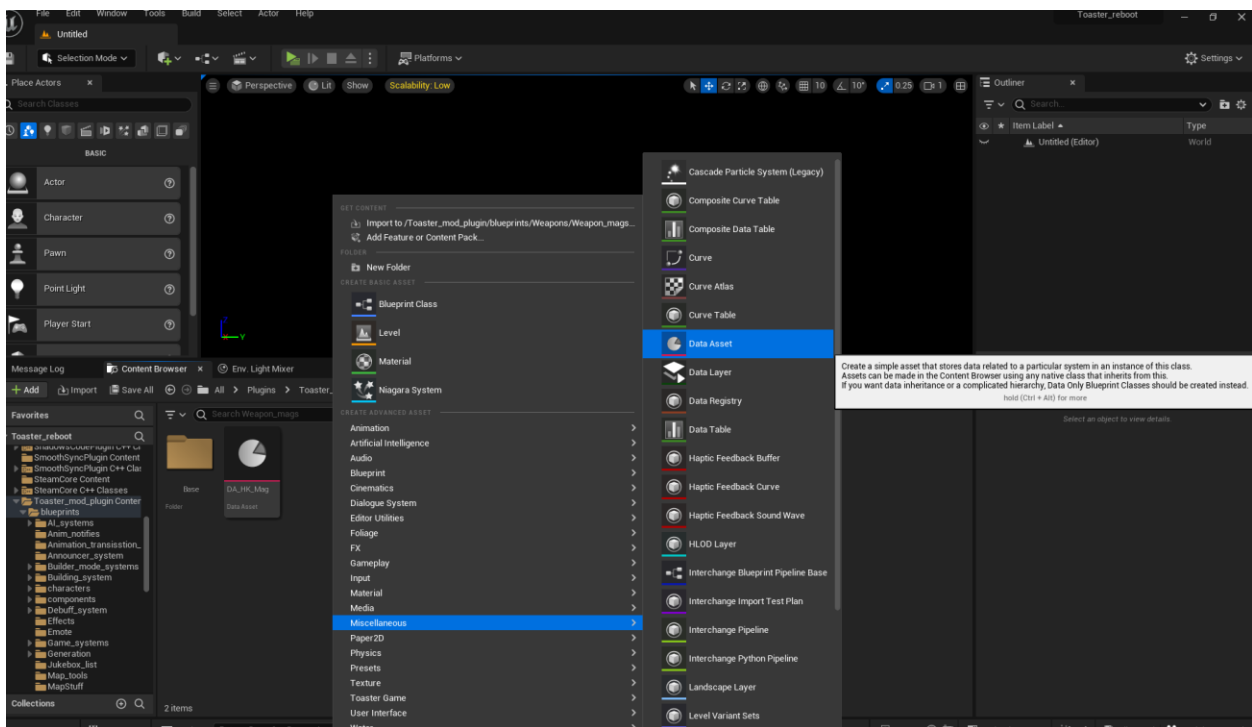 File Edit Window Tools Build Select Actor Help
Toaster_reboot
Untitled
Selection Mode
Platforms
Settings
Place Actors
Perspective
Lit
Show
Scalability: Low
10
10°
0.25
1
Outliner
Search Classes
Search...
Item Label
Type
Untitled (Editor)
World
BASIC
Actor
Character
Pawn
Point Light
Player Start
GET CONTENT
Import to /Toaster_mod_plugin/blueprints/Weapons/Weapon_mags...
Add Feature or Content Pack...
FOLDER
New Folder
CREATE BASIC ASSET
Blueprint Class
Level
Material
Niagara System
CREATE ADVANCED ASSET
Animation
Artificial Intelligence
Audio
Blueprint
Cinematics
Dialogue System
Editor Utilities
Foliage
FX
Gameplay
Input
Material
Media
Miscellaneous
Paper2D
Physics
Presets
Texture
Toaster Game
User Interface
Cascade Particle System (Legacy)
Composite Curve Table
Composite Data Table
Curve
Curve Atlas
Curve Table
Data Asset
Data Layer
Data Registry
Data Table
Haptic Feedback Buffer
Haptic Feedback Curve
Haptic Feedback Sound Wave
HLOD Layer
Interchange Blueprint Pipeline Base
Interchange Import Test Plan
Interchange Pipeline
Interchange Python Pipeline
Landscape Layer
Level Variant Sets
Create a simple asset that stores data related to a particular system in an instance of this class.
Assets can be made in the Content Browser using any native class that inherits from this.
If you want data inheritance or a complicated hierarchy, Data Only Blueprint Classes should be created instead.
hold (Ctrl + Alt) for more
Select an object to view details.
Message Log
Content Browser
Env. Light Mixer
Add
Import
Save All
All > Plugins > Toaster_
Favorites
Search Weapon_mags
Toaster_reboot
SmoothSyncPlugin Content
SmoothSyncPlugin C++ Clas
SteamCore Content
SteamCore C++ Classes
Toaster_mod_plugin Conter
blueprints
AI_systems
Anim_notifies
Animation_transisstion_
Announcer_system
Builder_mode_systems
Building_system
characters
components
Debuff_system
Effects
Emote
Game_systems
Generation
Jukebox_list
Map_tools
MapStuff
Base
Folder
DA_HK_Mag
Data Asset
Collections
2 items